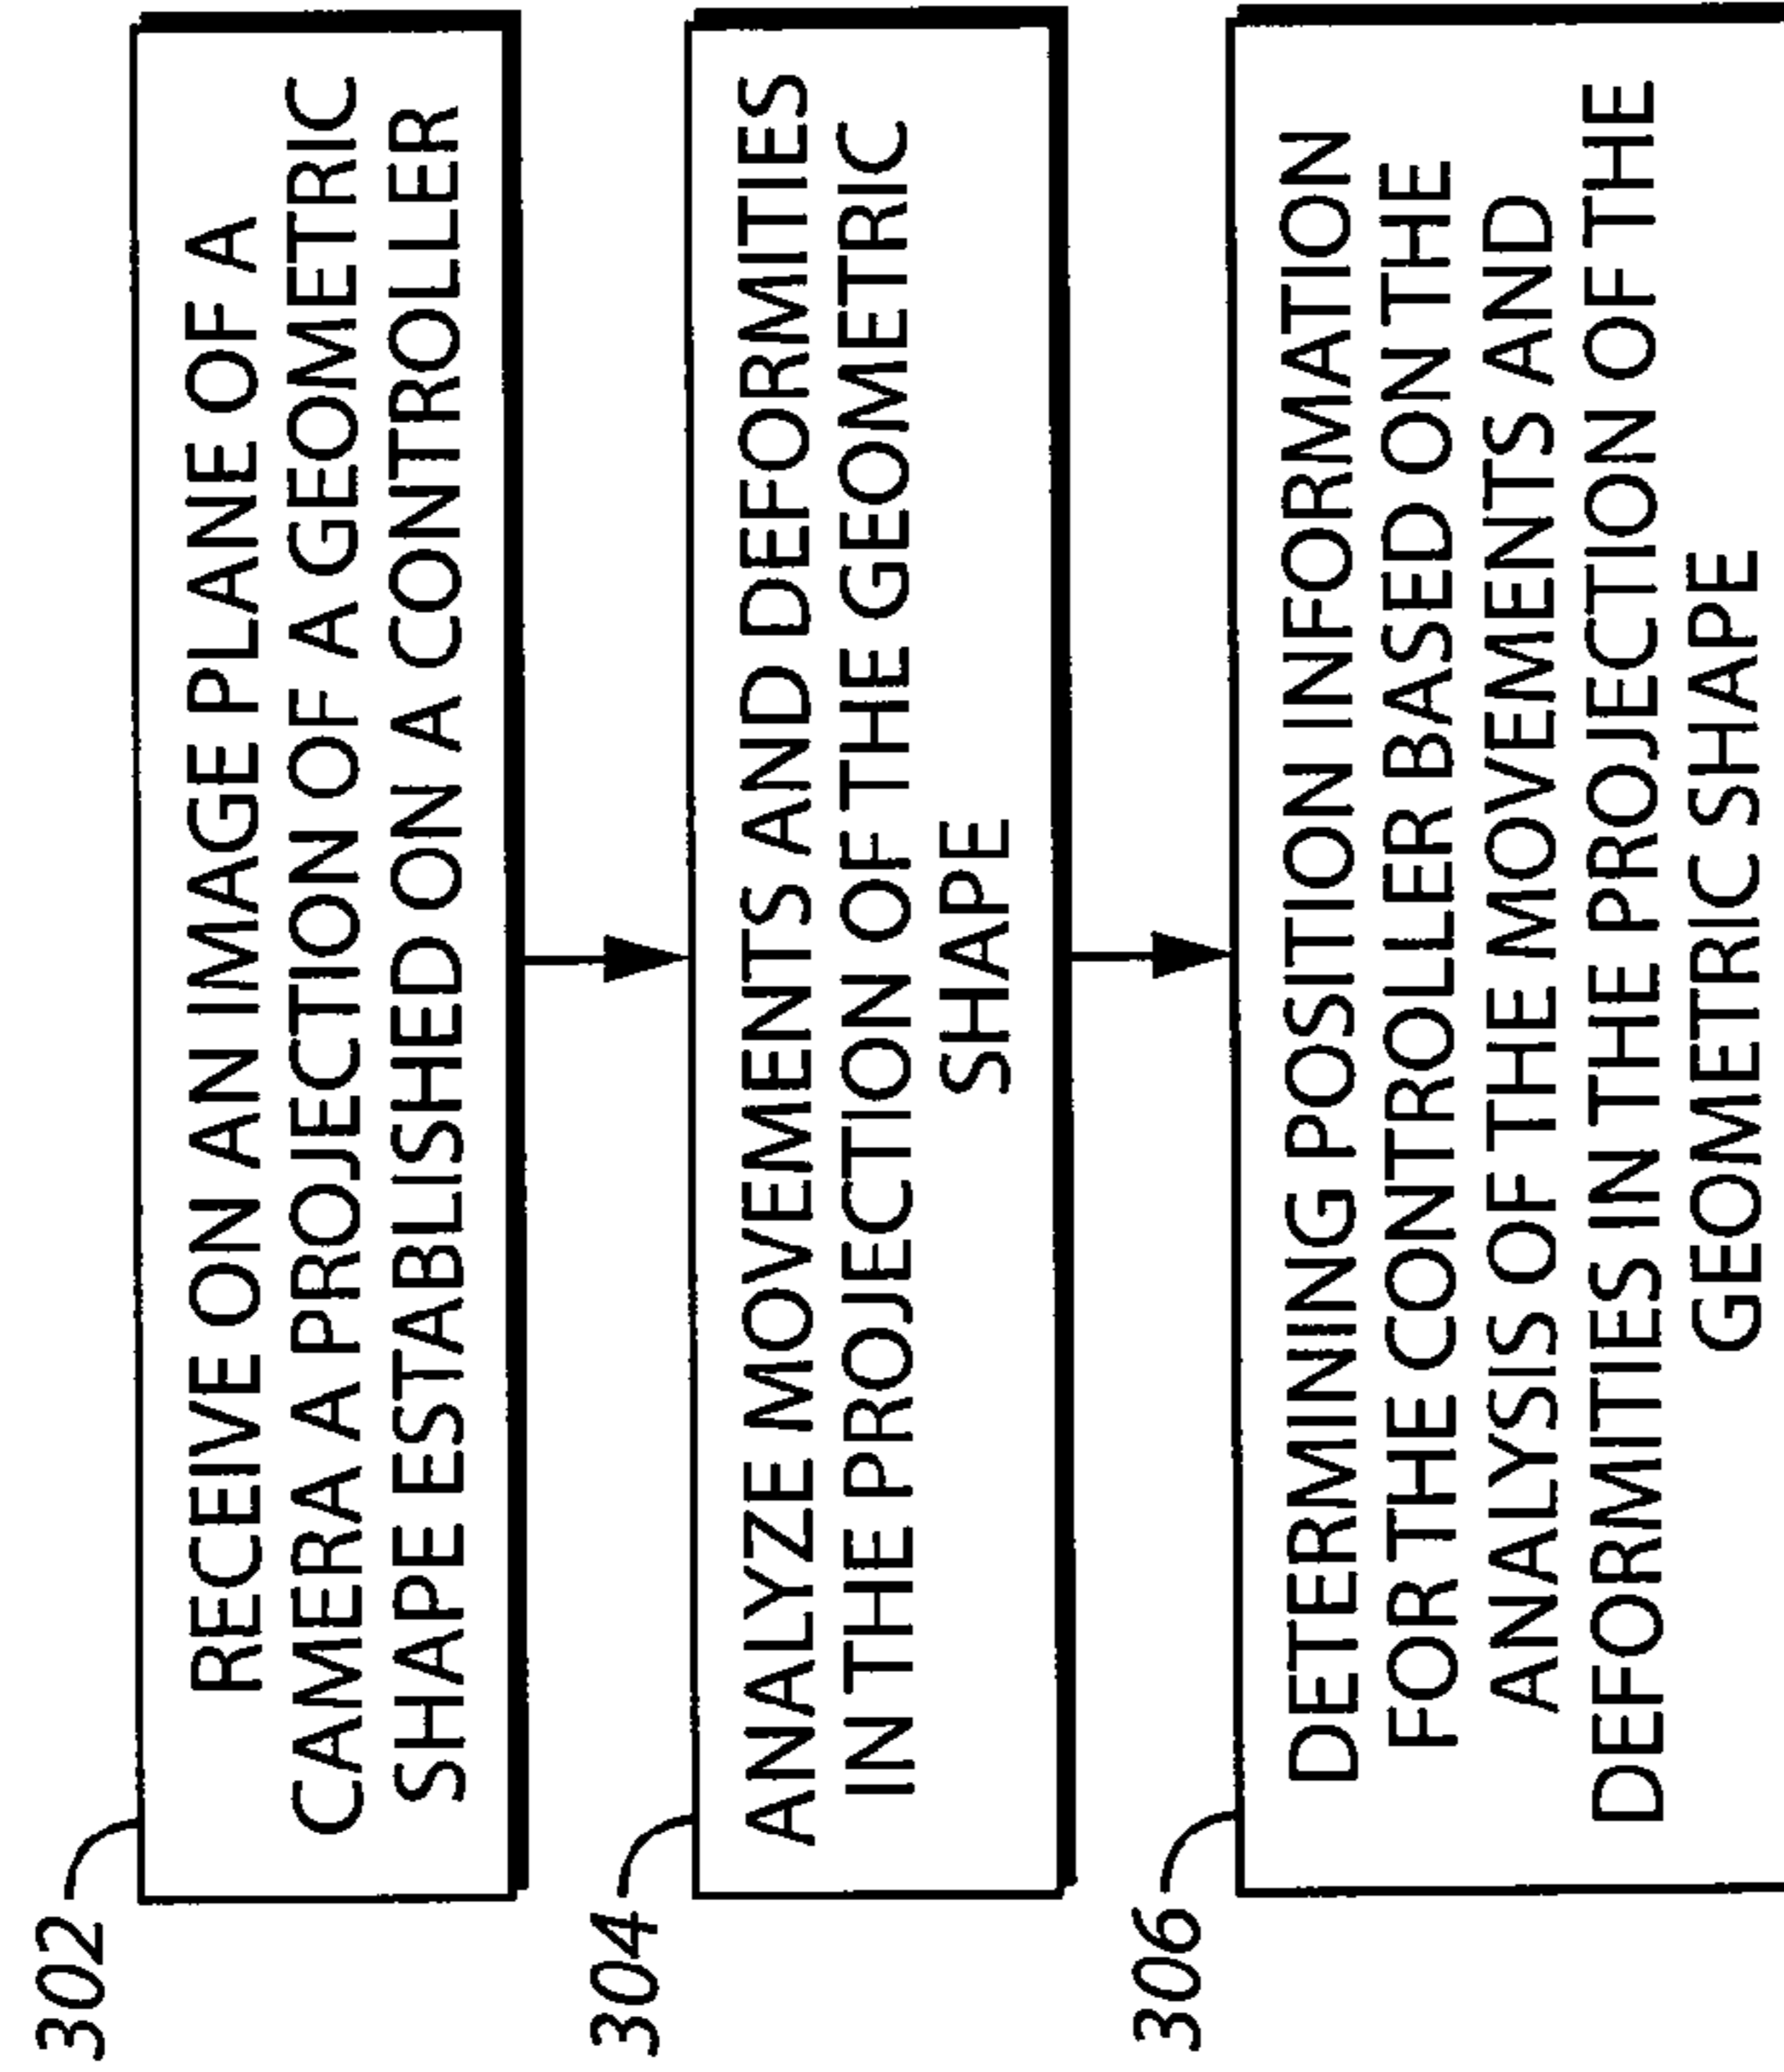 302
RECEIVE ON AN IMAGE PLANE OF A
CAMERA A PROJECTION OF A GEOMETRIC
SHAPE ESTABLISHED ON A CONTROLLER
304
ANALYZE MOVEMENTS AND DEFORMITIES
IN THE PROJECTION OF THE GEOMETRIC
SHAPE
306
DETERMINING POSITION INFORMATION
FOR THE CONTROLLER BASED ON THE
ANALYSIS OF THE MOVEMENTS AND
DEFORMITIES IN THE PROJECTION OF THE
GEOMETRIC SHAPE